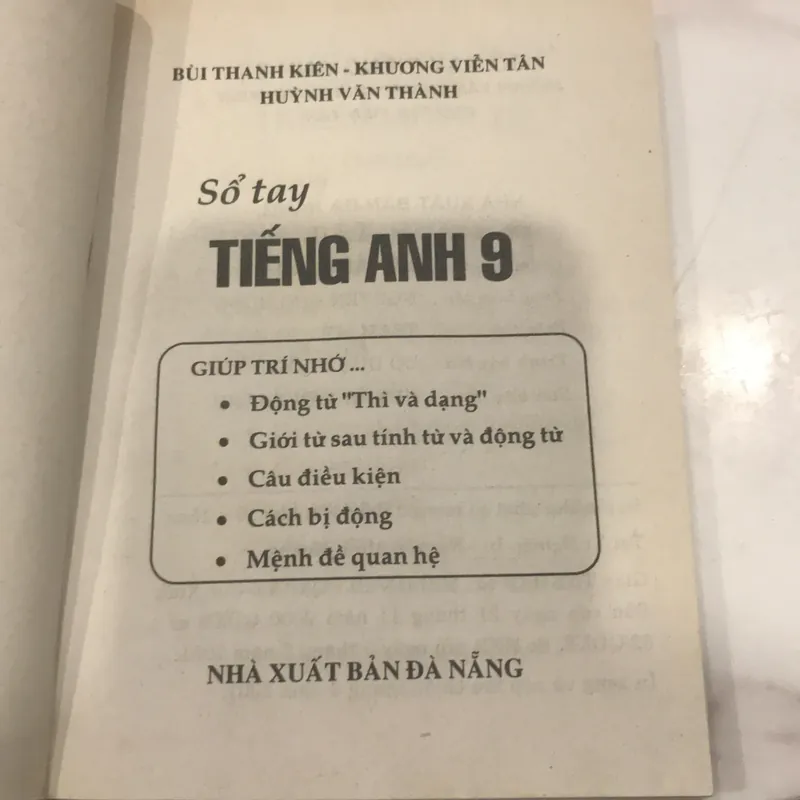 BÙI THANH KIÊN - KHƯƠNG VIỄN TÂN
HUỲNH VĂN THÀNH
Sổ tay
TIẾNG ANH 9
GIÚP TRÍ NHỚ ...
• Động từ "Thì và dạng"
• Giới từ sau tính từ và động từ
• Câu điều kiện
• Cách bị động
• Mệnh đề quan hệ
NHÀ XUẤT BẢN ĐÀ NẴNG